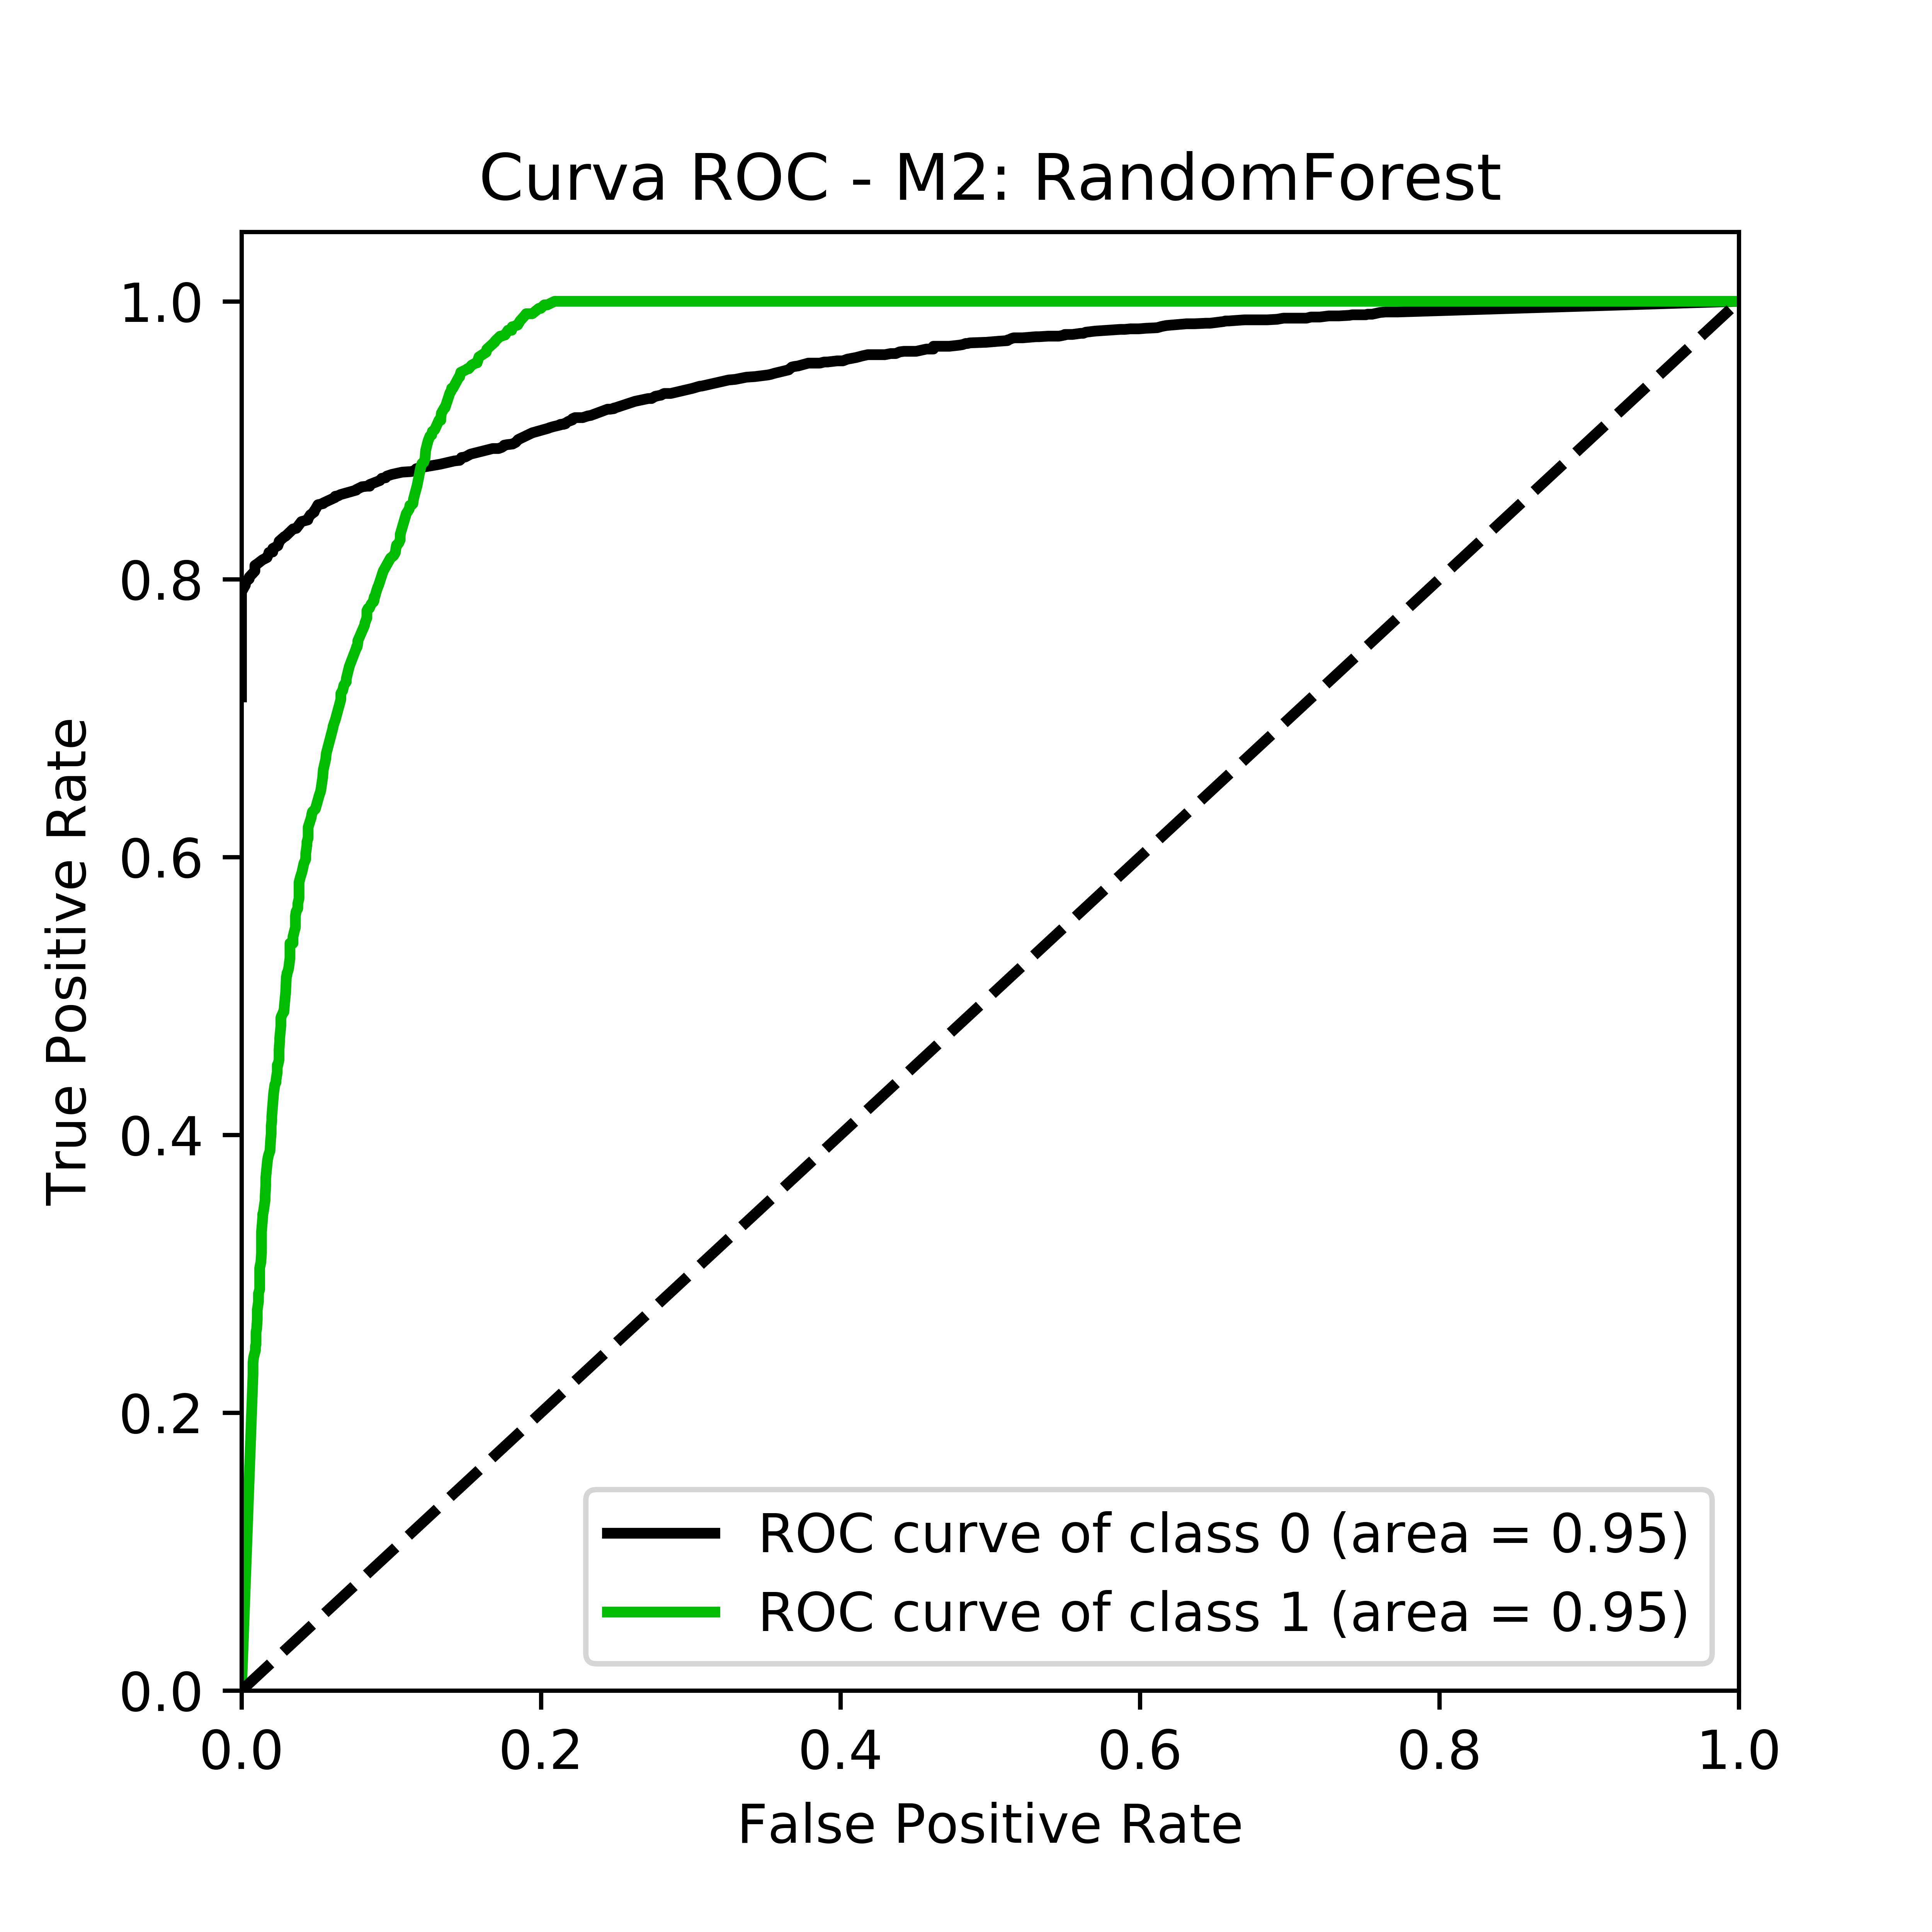 Curva ROC - M2: RandomForest
True Positive Rate
1.0
0.8
0.6
0.4
0.2
0.0
ROC curve of class 0 (area = 0.95)
ROC curve of class 1 (area = 0.95)
0.0 0.2 0.4 0.6 0.8 1.0
False Positive Rate